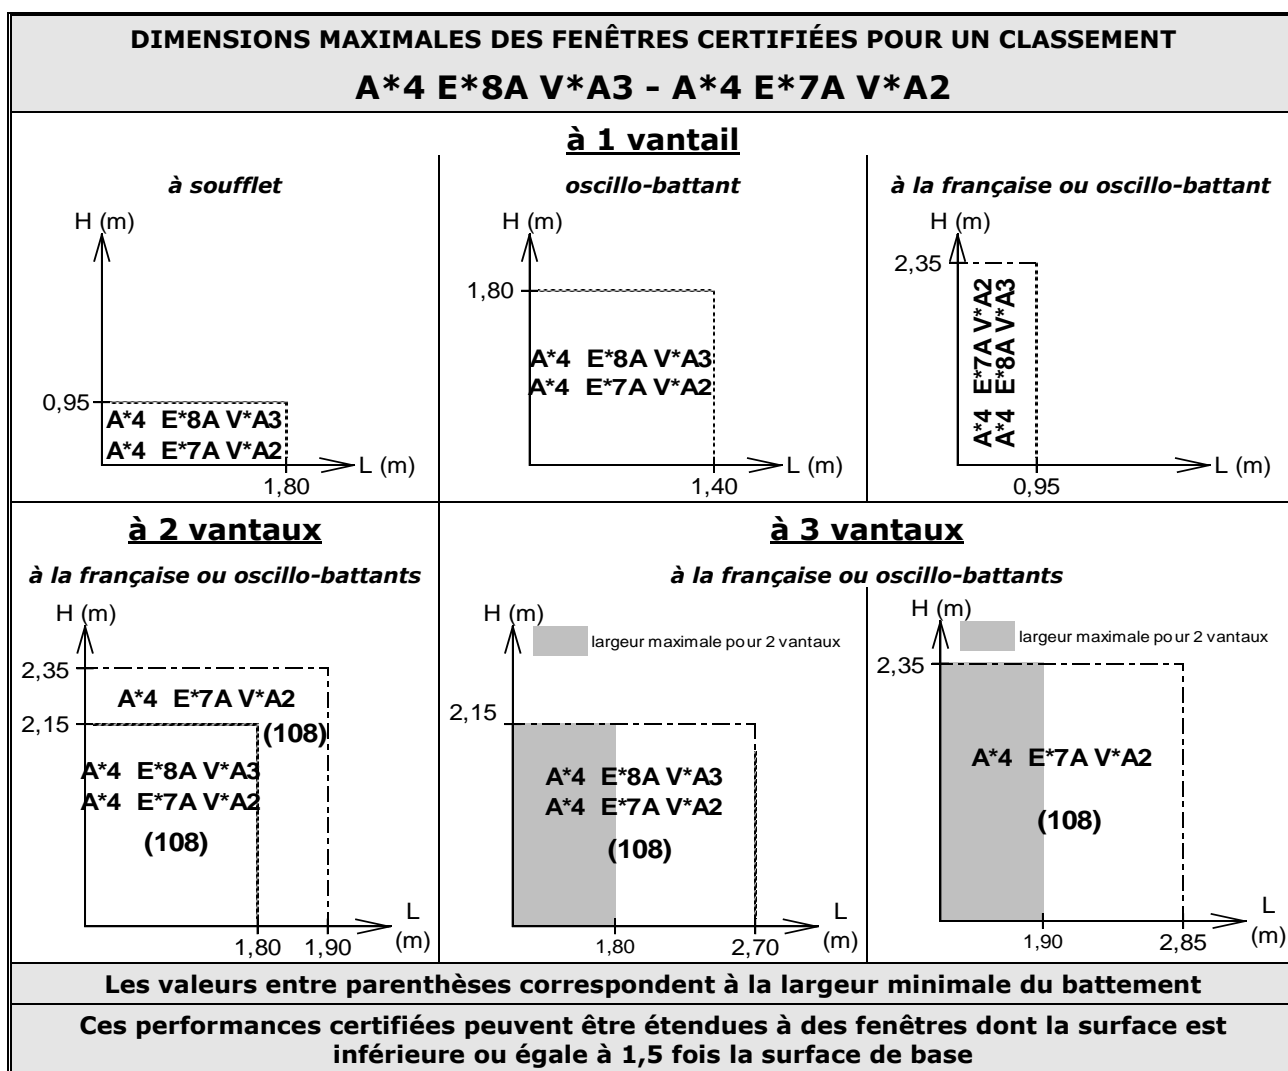 DIMENSIONS MAXIMALES DES FENÊTRES CERTIFIÉES POUR UN CLASSEMENT
A*4 E*8A V*A3 - A*4 E*7A V*A2
à 1 vantail
à soufflet
H (m)
0,95
A*4 E*8A V*A3
A*4 E*7A V*A2
L (m)
1,80
oscillo-battant
H (m)
1,80
A*4 E*8A V*A3
A*4 E*7A V*A2
L (m)
1,40
à la française ou oscillo-battant
H (m)
2,35
A*4 E*7A V*A2
A*4 E*8A V*A3
L (m)
0,95
à 2 vantaux
à la française ou oscillo-battants
H (m)
2,35
A*4 E*7A V*A2
2,15
(108)
A*4 E*8A V*A3
A*4 E*7A V*A2
(108)
L
(m)
1,80
1,90
à 3 vantaux
à la française ou oscillo-battants
H (m)
largeur maximale pour 2 vantaux
2,15
A*4 E*8A V*A3
A*4 E*7A V*A2
(108)
L
(m)
1,80
2,70
H (m)
largeur maximale pour 2 vantaux
2,35
A*4 E*7A V*A2
(108)
L
(m)
1,90
2,85
Les valeurs entre parenthèses correspondent à la largeur minimale du battement
Ces performances certifiées peuvent être étendues à des fenêtres dont la surface est
inférieure ou égale à 1,5 fois la surface de base